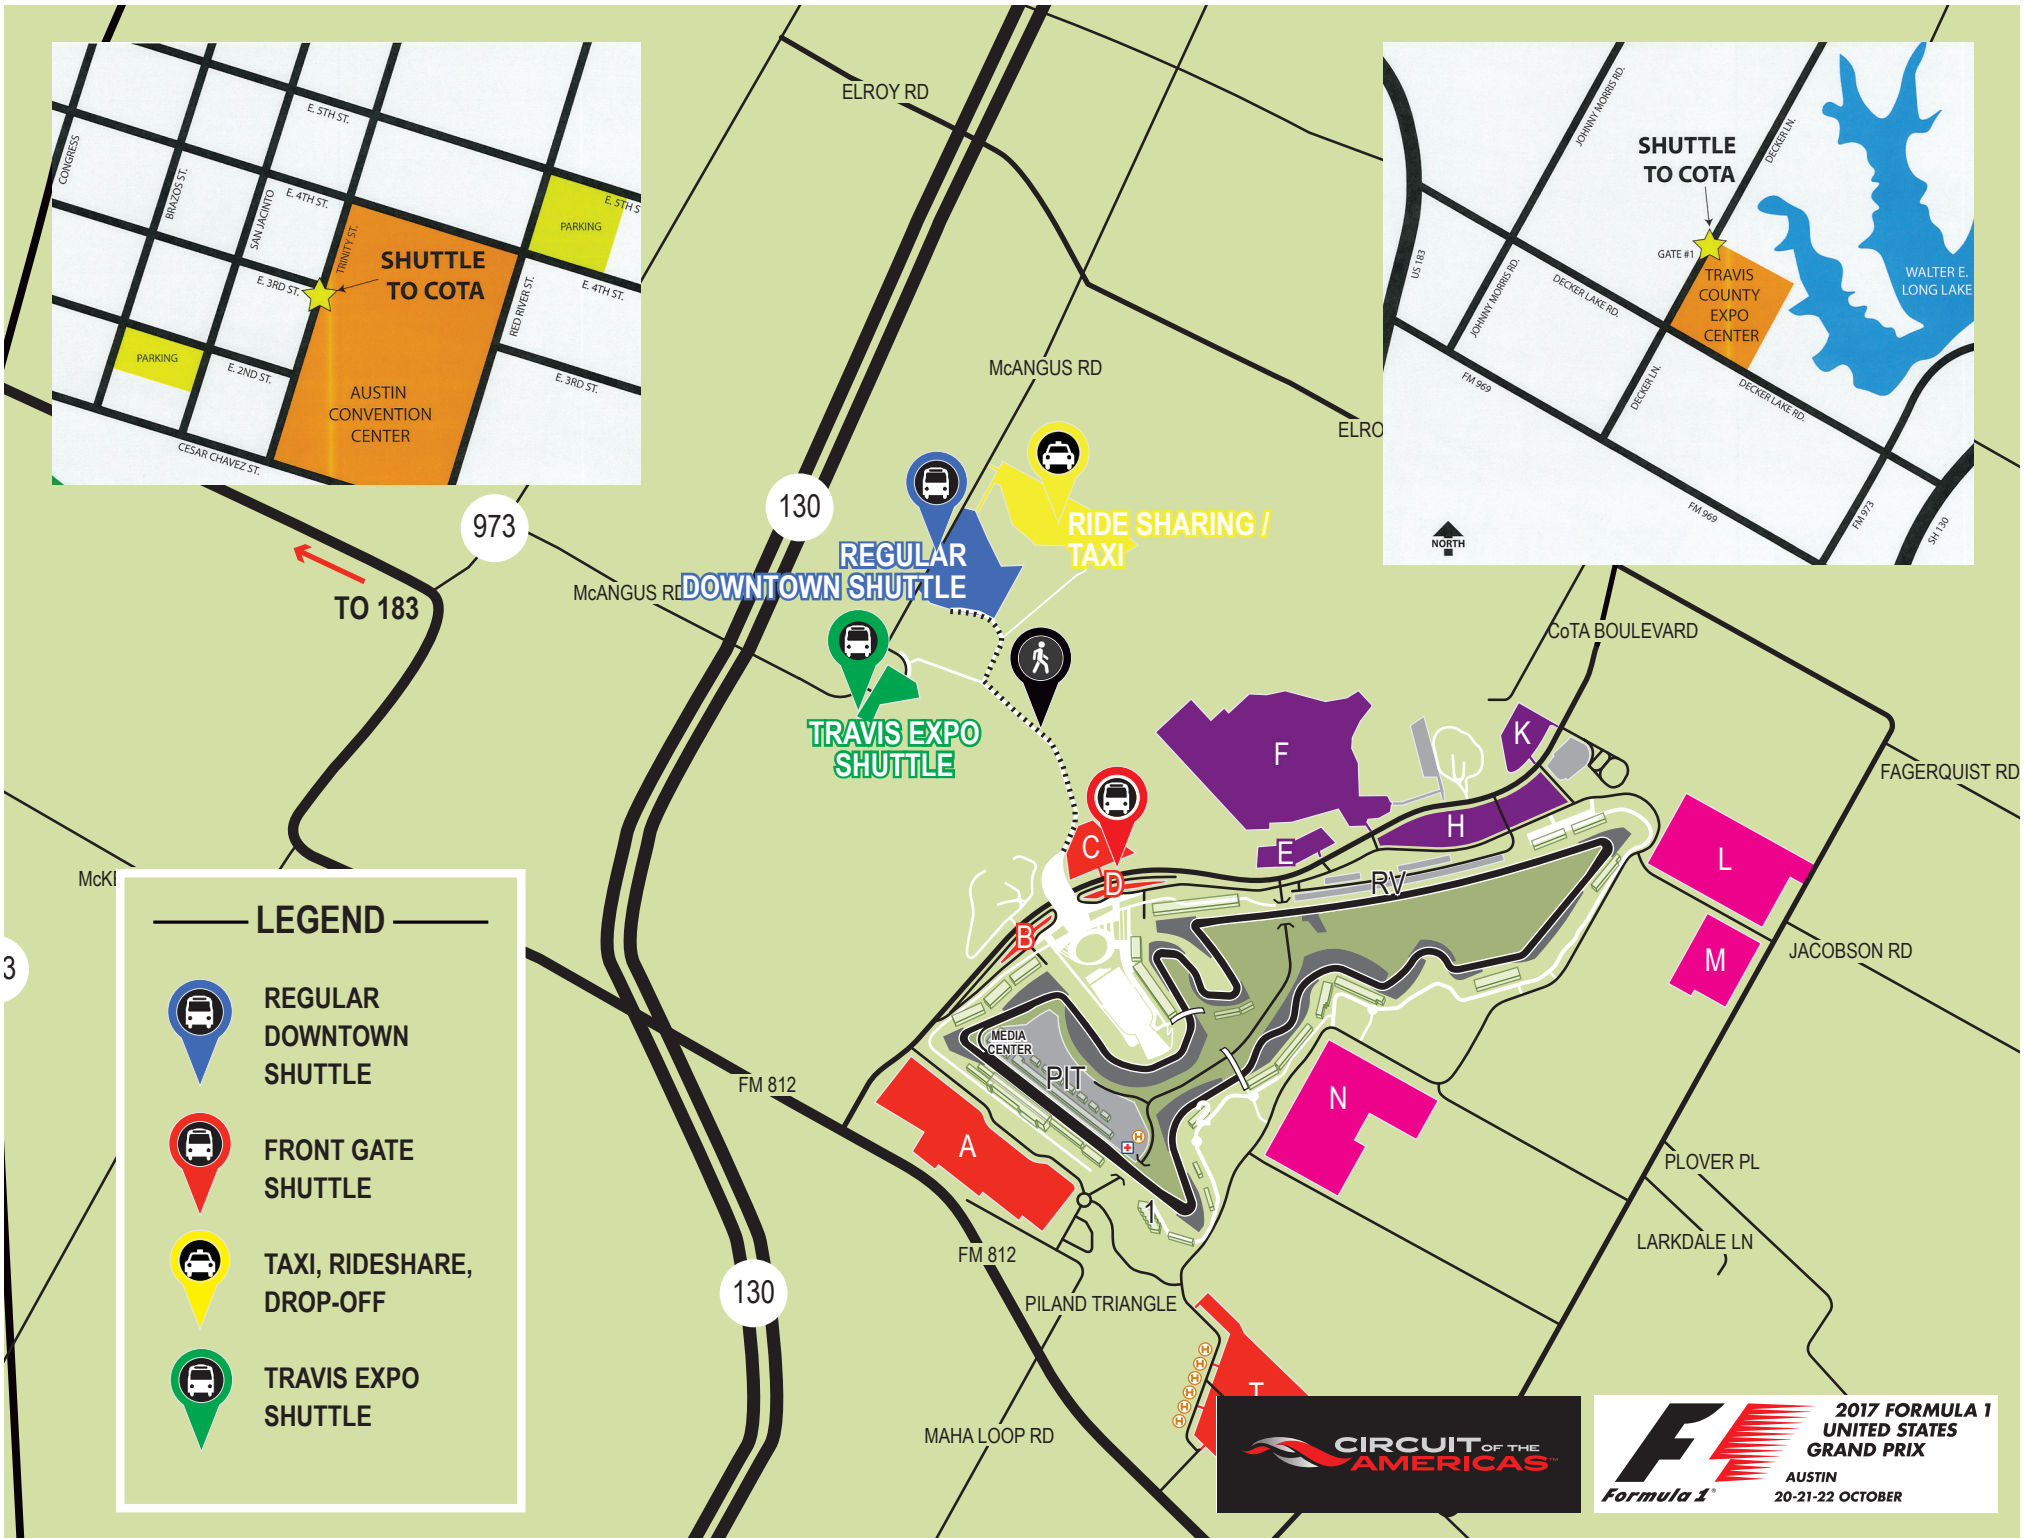 E. 5TH ST.
CONGRESS
BRAZOS ST.
SAN JACINTO
E. 4TH ST.
TRINITY ST.
E. 5TH S
PARKING
SHUTTLE
TO COTA
E. 3RD ST.
E. 4TH ST.
RED RIVER ST.
PARKING
E. 2ND ST.
E. 3RD ST.
AUSTIN
CONVENTION
CENTER
CESAR CHAVEZ ST.
JOHNNY MORRIS RD.
DECKER LN.
SHUTTLE
TO COTA
GATE #1
US 183
JOHNNY MORRIS RD.
DECKER LAKE RD.
TRAVIS
COUNTY
EXPO
CENTER
WALTER E.
LONG LAKE
FM 969
DECKER LN.
DECKER LAKE RD.
FM 969
FM 973
SH 130
NORTH
ELROY RD
McANGUS RD
ELRO
973
130
TO 183
McANGUS RD
REGULAR
DOWNTOWN SHUTTLE
RIDE SHARING /
TAXI
TRAVIS EXPO
SHUTTLE
CoTA BOULEVARD
FAGERQUIST RD
F
K
H
E
C
D
B
RV
L
M
JACOBSON RD
McK
3
MEDIA
CENTER
PIT
A
N
H
2
1
FM 812
FM 812
PLOVER PL
LARKDALE LN
130
PILAND TRIANGLE
H
H
H
H
H
H
T
MAHA LOOP RD
LEGEND
REGULAR
DOWNTOWN
SHUTTLE
FRONT GATE
SHUTTLE
TAXI, RIDESHARE,
DROP-OFF
TRAVIS EXPO
SHUTTLE
CIRCUIT OF THE
AMERICAS™
F1
Formula 1®
2017 FORMULA 1
UNITED STATES
GRAND PRIX
AUSTIN
20-21-22 OCTOBER